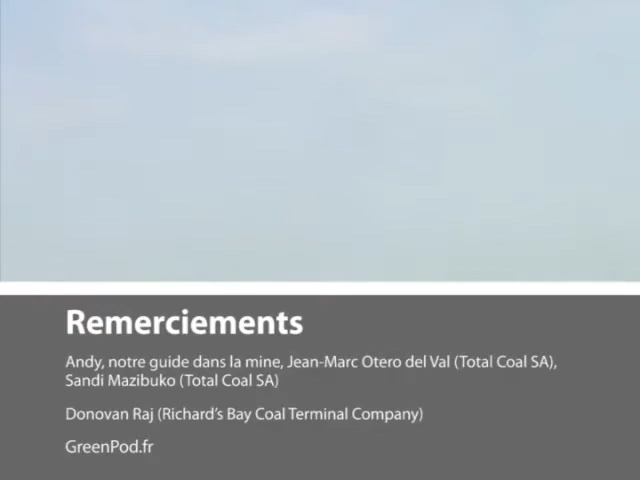 Remerciements
Andy, notre guide dans la mine, Jean-Marc Otero del Val (Total Coal SA),
Sandi Mazibuko (Total Coal SA)
Donovan Raj (Richard’s Bay Coal Terminal Company)
GreenPod.fr